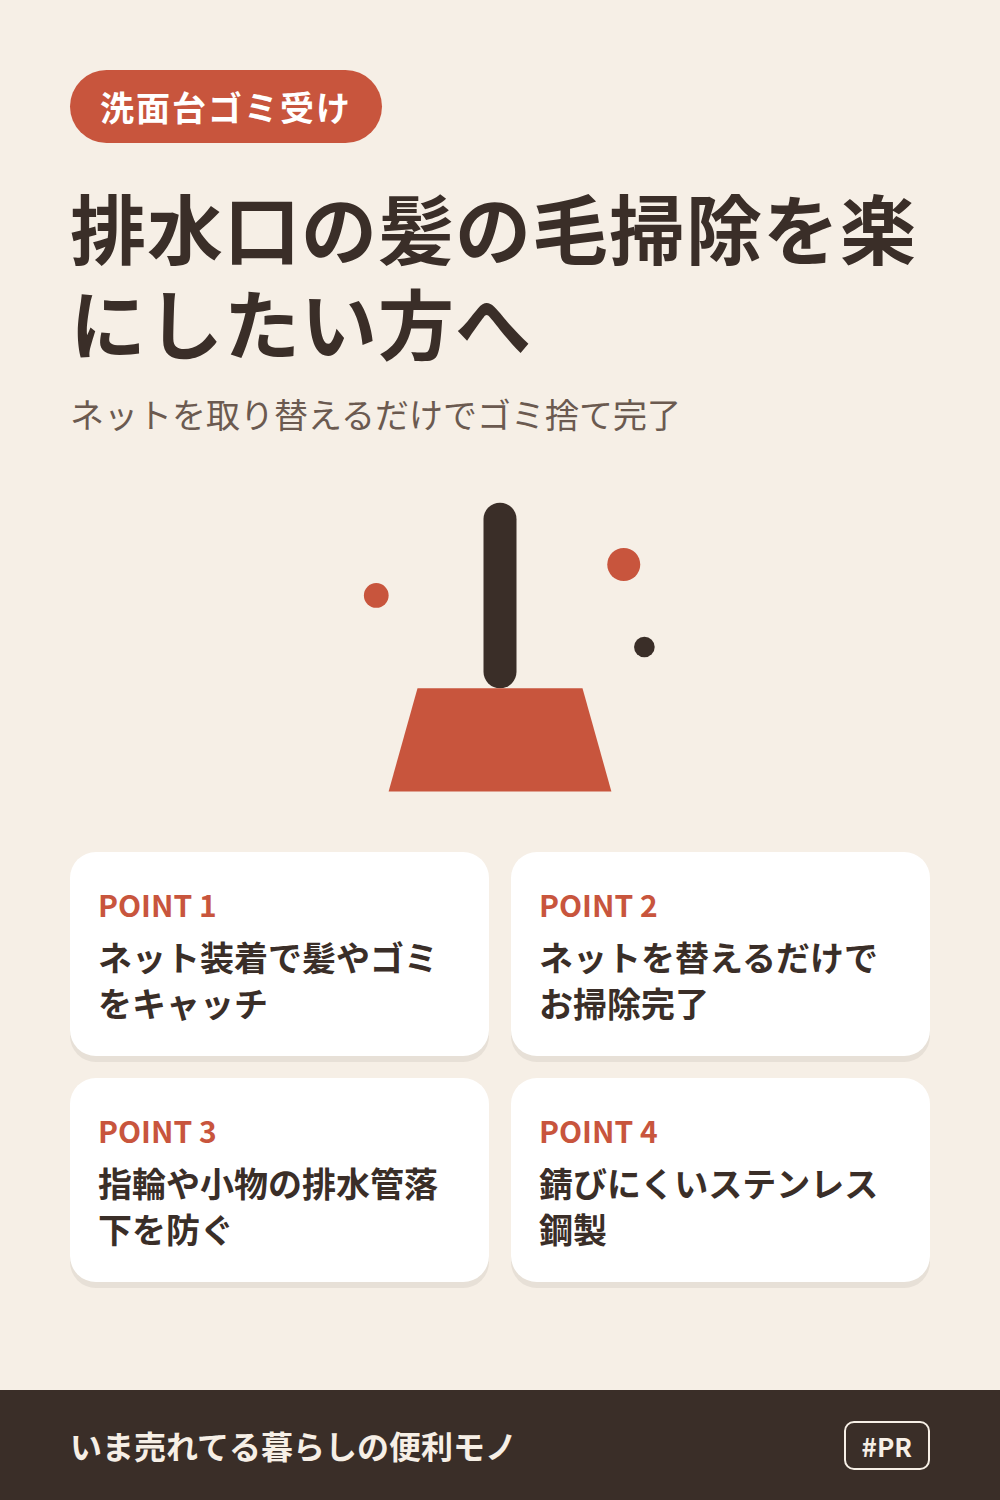 洗面台ゴミ受け
排水口の髪の毛掃除を楽
にしたい方へ
ネットを取り替えるだけでゴミ捨て完了
POINT 1
ネット装着で髪やゴミ
をキャッチ
POINT 2
ネットを替えるだけで
お掃除完了
POINT 3
指輪や小物の排水管落
下を防ぐ
POINT 4
錆びにくいステンレス
鋼製
いま売れてる暮らしの便利モノ
#PR